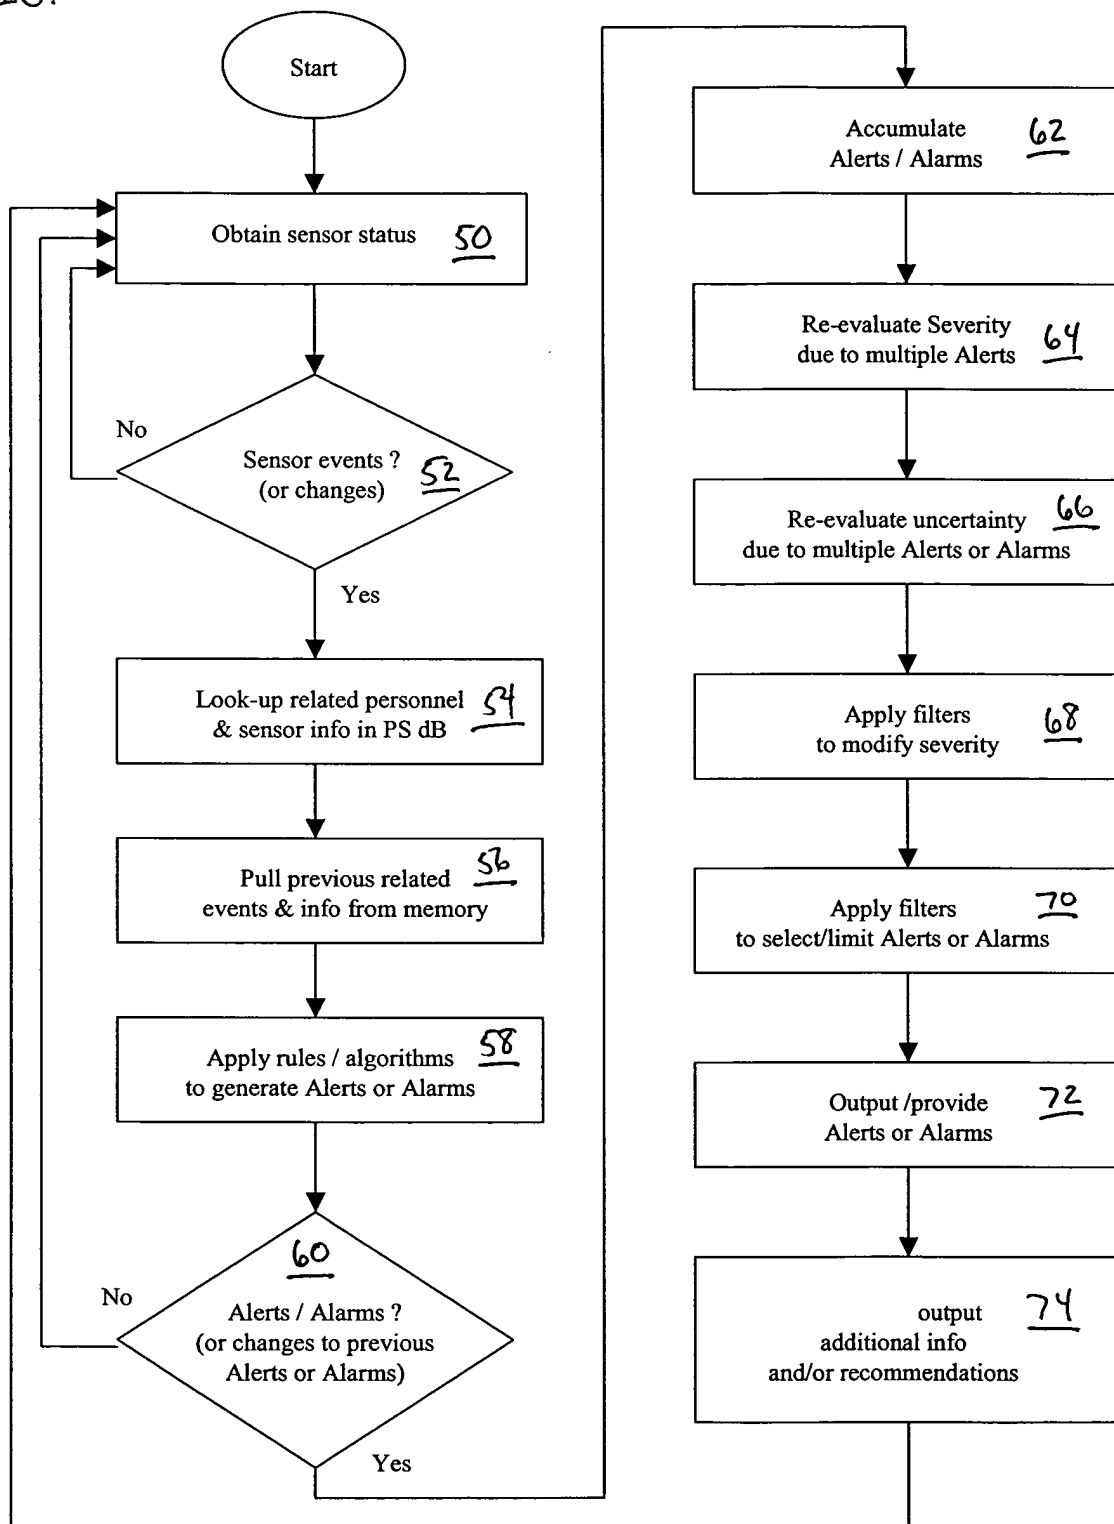 Start
Obtain sensor status 50
No
Sensor events ? 52
(or changes)
Yes
Look-up related personnel 54
& sensor info in PS dB
Pull previous related 56
events & info from memory
Apply rules / algorithms 58
to generate Alerts or Alarms
60
No
Alerts / Alarms ?
(or changes to previous
Alerts or Alarms)
Yes
Accumulate 62
Alerts / Alarms
Re-evaluate Severity 64
due to multiple Alerts
Re-evaluate uncertainty 66
due to multiple Alerts or Alarms
Apply filters 68
to modify severity
Apply filters 70
to select/limit Alerts or Alarms
Output /provide 72
Alerts or Alarms
output 74
additional info
and/or recommendations